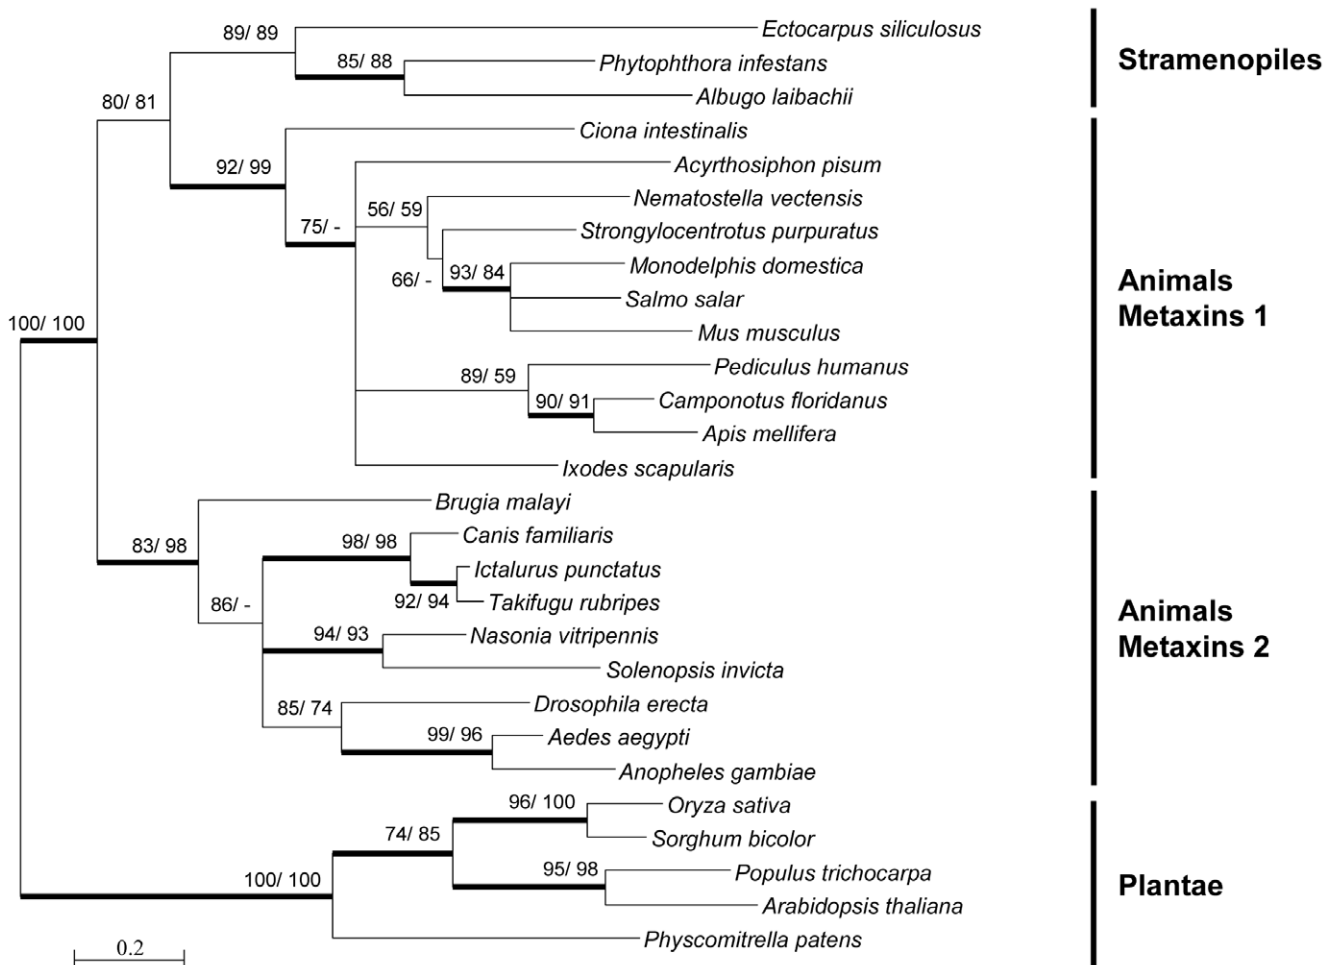 89/ 89
Ectocarpus siliculosus
85/ 88
Phytophthora infestans
Albugo laibachii
Stramenopiles
80/ 81
Ciona intestinalis
92/ 99
Acyrthosiphon pisum
75/ -
56/ 59
Nematostella vectensis
Strongylocentrotus purpuratus
66/ -
93/ 84
Monodelphis domestica
Salmo salar
Mus musculus
Animals
Metaxins 1
100/ 100
89/ 59
Pediculus humanus
90/ 91
Camponotus floridanus
Apis mellifera
Ixodes scapularis
Brugia malayi
83/ 98
98/ 98
Canis familiaris
Ictalurus punctatus
92/ 94
Takifugu rubripes
86/ -
94/ 93
Nasonia vitripennis
Solenopsis invicta
Animals
Metaxins 2
85/ 74
Drosophila erecta
99/ 96
Aedes aegypti
Anopheles gambiae
96/ 100
Oryza sativa
74/ 85
Sorghum bicolor
95/ 98
Populus trichocarpa
100/ 100
Arabidopsis thaliana
Plantae
Physcomitrella patens
0.2